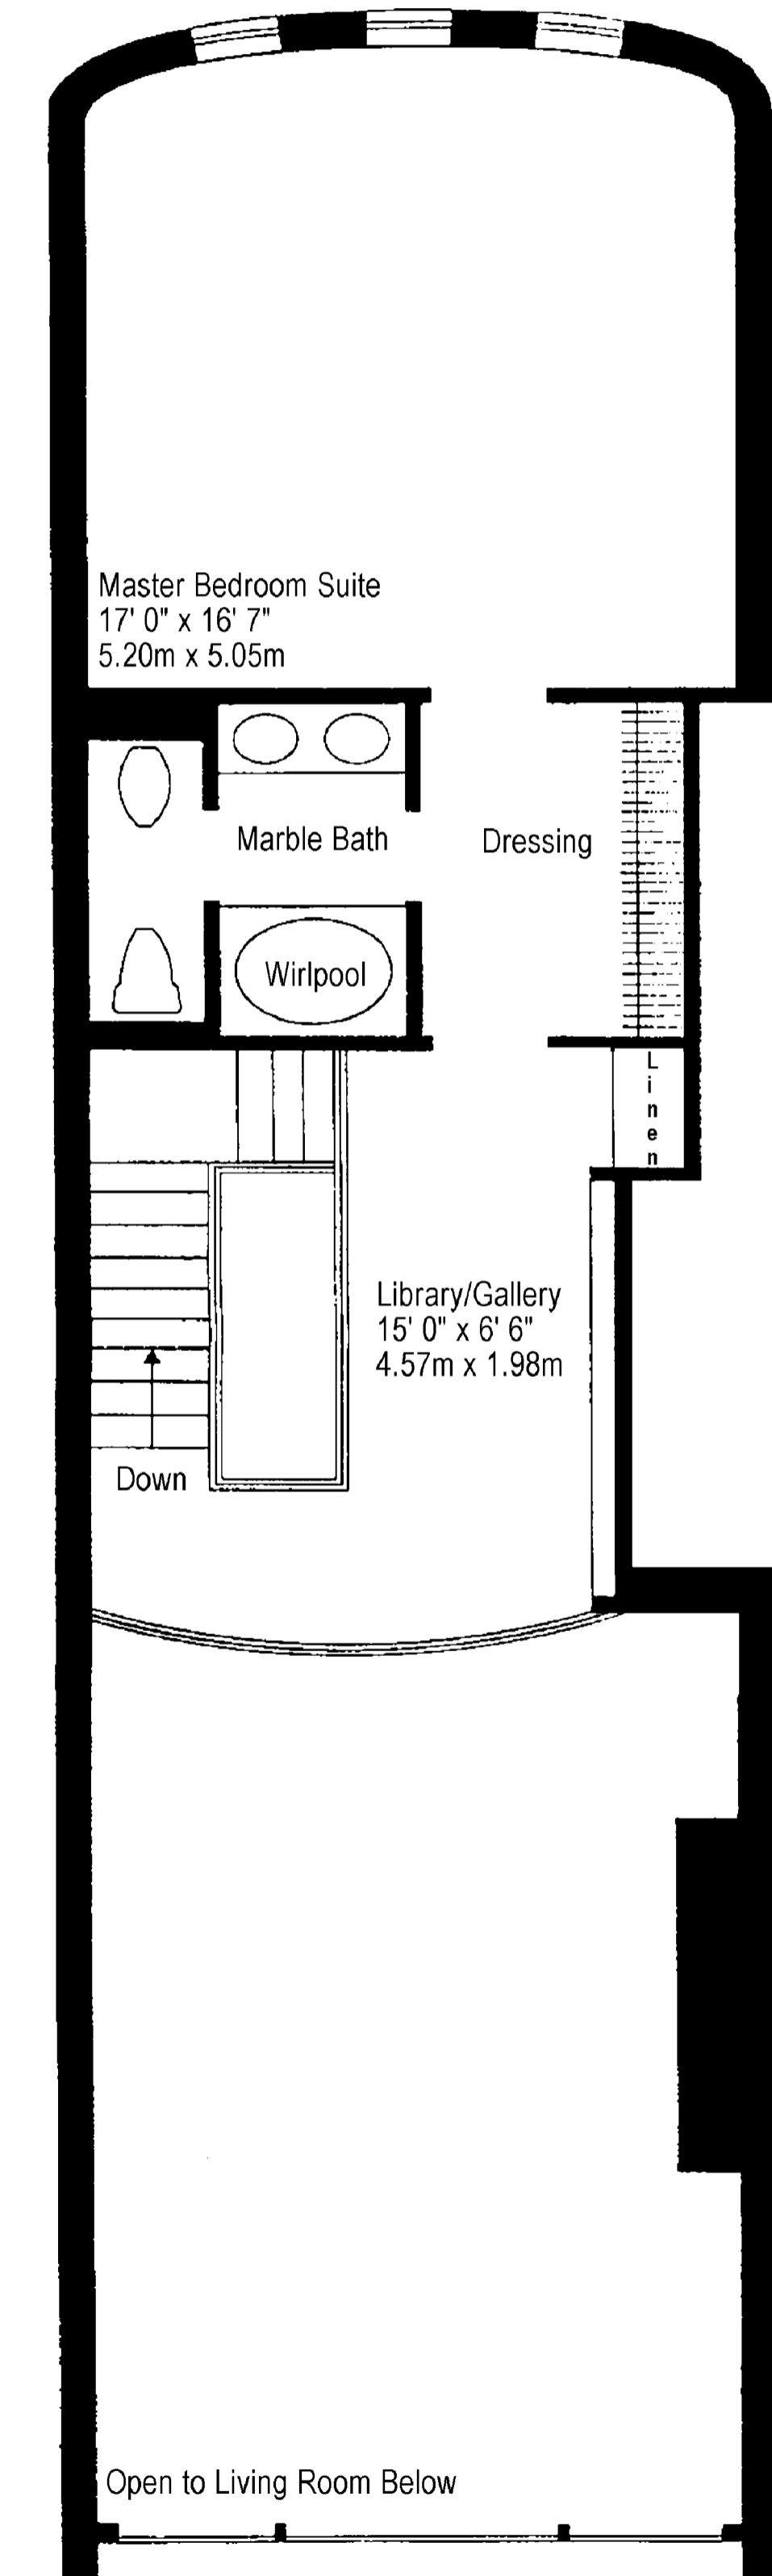 Master Bedroom Suite
17' 0" x 16' 7"
5.20m x 5.05m
Marble Bath
Dressing
Wirlpool
Linen
Library/Gallery
15' 0" x 6' 6"
4.57m x 1.98m
Down
Open to Living Room Below